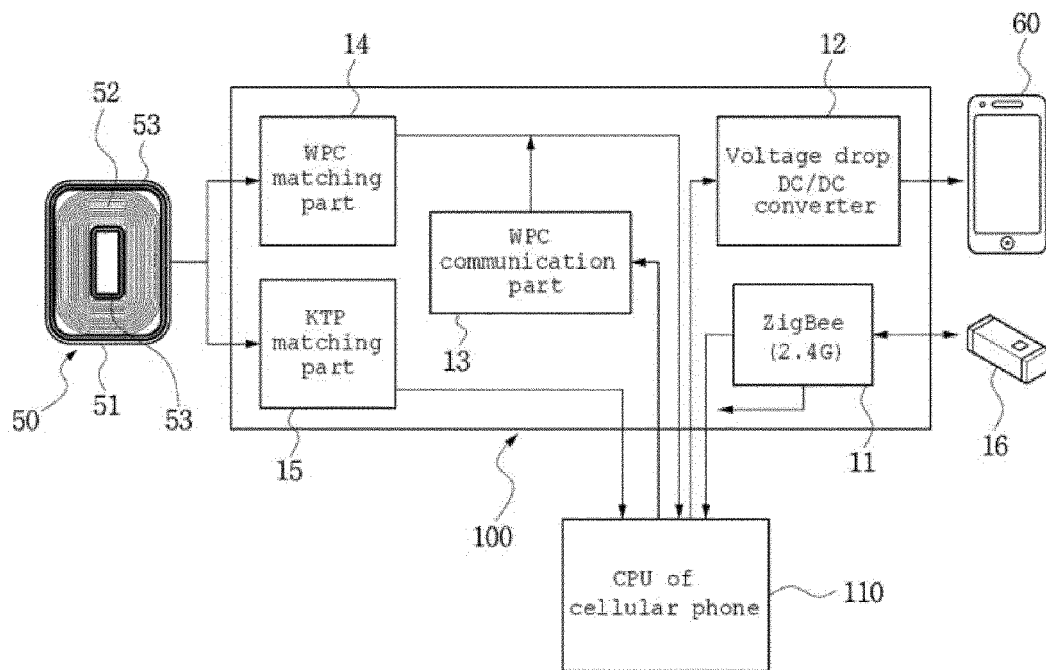 14
12
60
52
53
WPC
matching
part
Voltage drop
DC/DC
converter
WPC
communication
part
KTP
matching
part
ZigBee
(2.4G)
13
50
51
53
15
100
11
16
CPU of
cellular phone
110